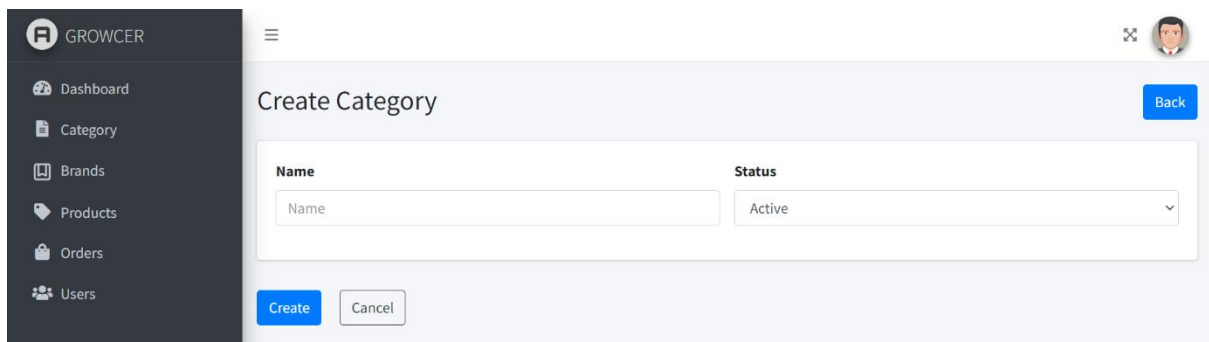 GROWCER
Dashboard
Category
Brands
Products
Orders
Users
Create Category
Back
Name
Status
Name
Active
Create
Cancel